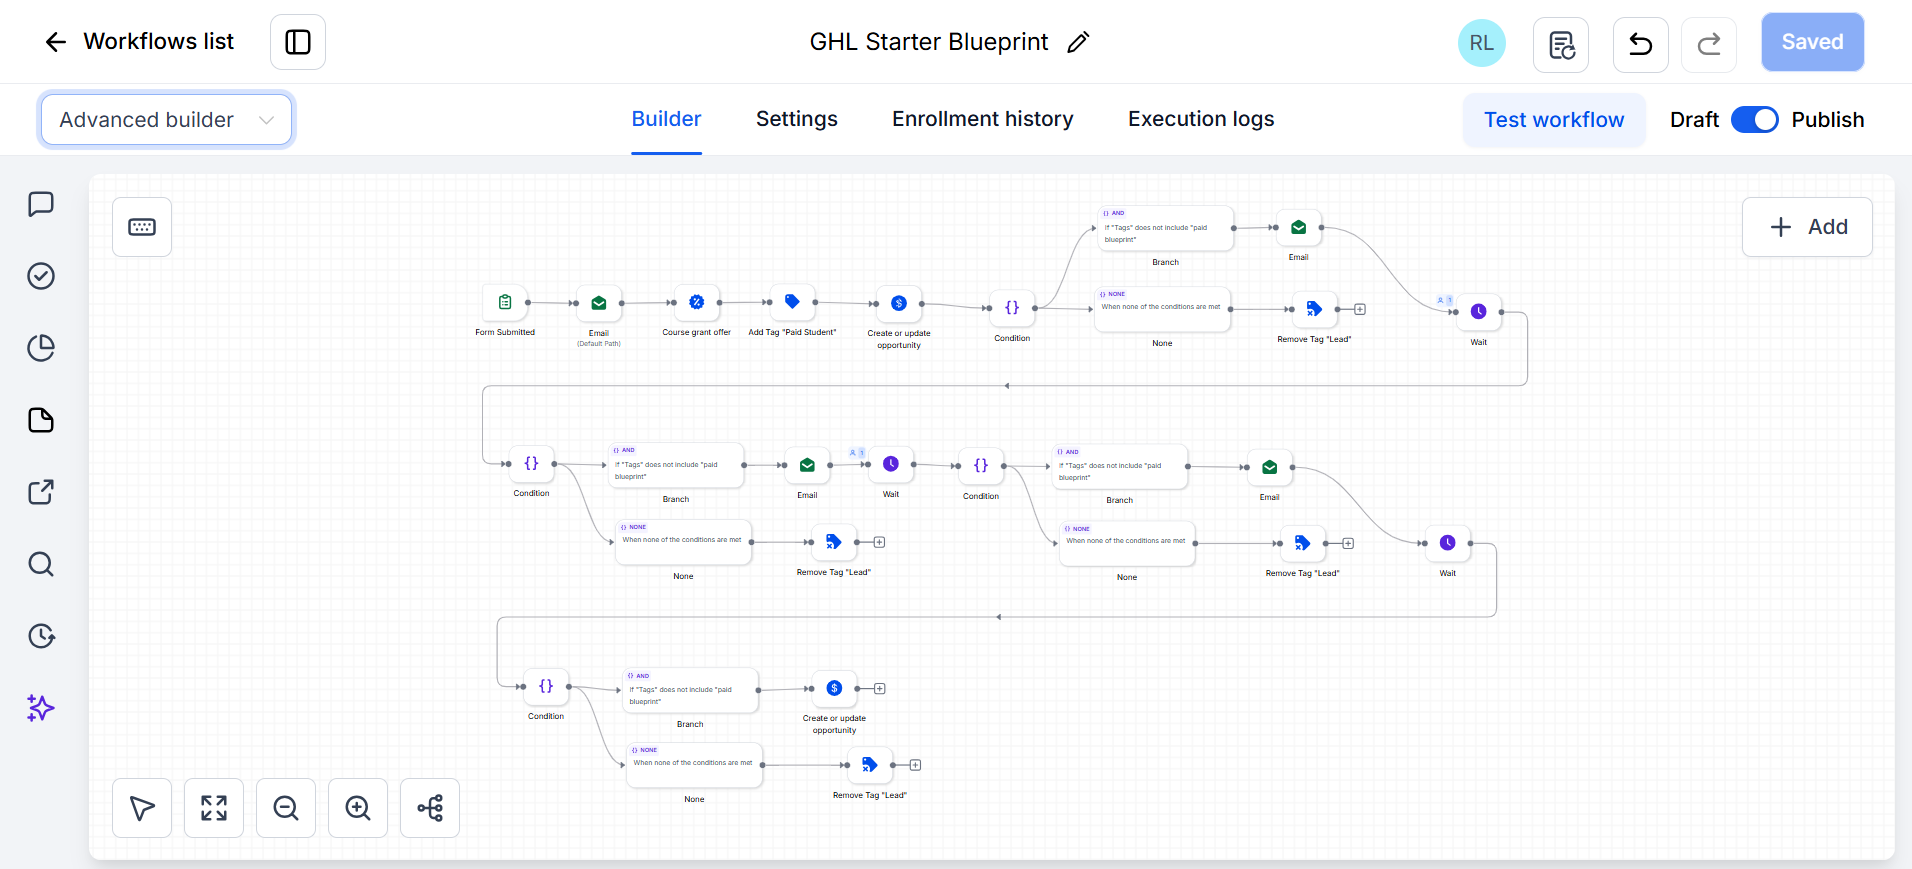 Workflows list
GHL Starter Blueprint
RL
Saved
Advanced builder
Builder
Settings
Enrollment history
Execution logs
Test workflow
Draft
Publish
Add
{} AND
If "Tags" does not include "paid
blueprint"
Branch
Email
{} NONE
When none of the conditions are met
None
Remove Tag "Lead"
1
Wait
Form Submitted
Email
(Default Path)
Course grant offer
Add Tag "Paid Student"
Create or update
opportunity
{}
Condition
{}
Condition
{} AND
If "Tags" does not include "paid
blueprint"
Branch
Email
1
Wait
{}
Condition
{} AND
If "Tags" does not include "paid
blueprint"
Branch
Email
{} NONE
When none of the conditions are met
None
Remove Tag "Lead"
{} NONE
When none of the conditions are met
None
Remove Tag "Lead"
Wait
{}
Condition
{} AND
If "Tags" does not include "paid
blueprint"
Branch
$
Create or update
opportunity
{} NONE
When none of the conditions are met
None
Remove Tag "Lead"